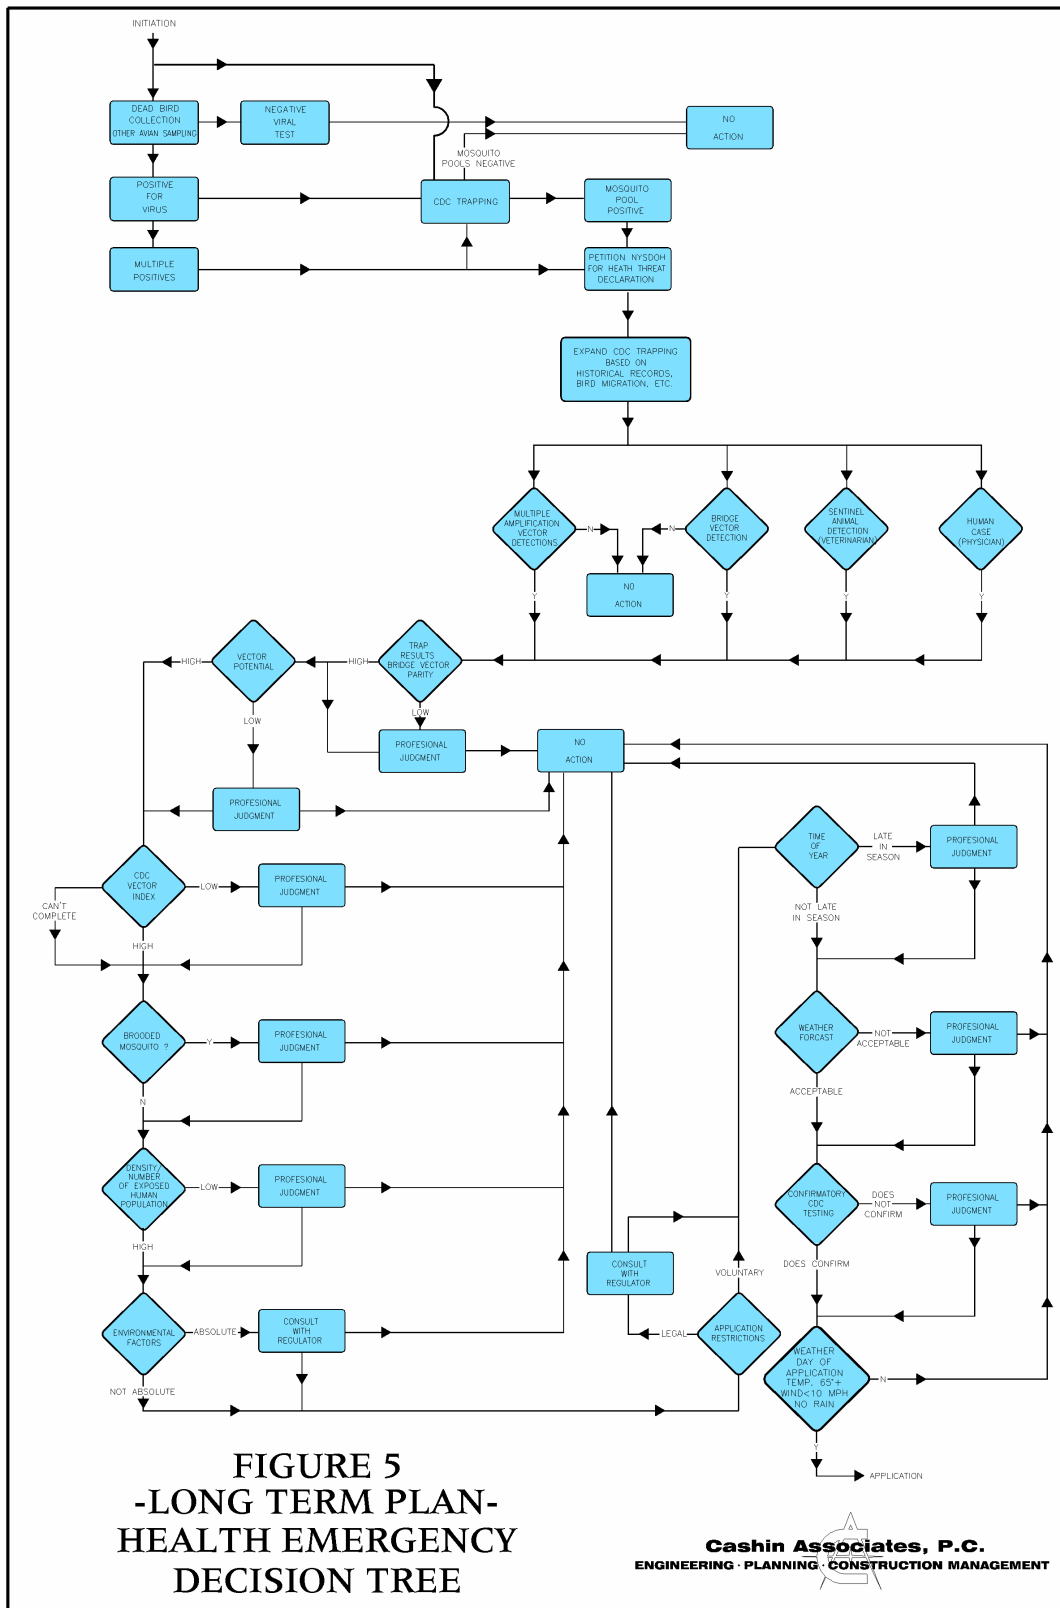 INITIATION
DEAD BIRD
COLLECTION
OTHER AVIAN SAMPLING
NEGATIVE
VIRAL
TEST
NO
ACTION
MOSQUITO
POOLS NEGATIVE
POSITIVE
FOR
VIRUS
CDC TRAPPING
MOSQUITO
POOL
POSITIVE
MULTIPLE
POSITIVES
PETITION NYSDOH
FOR HEATH THREAT
DECLARATION
EXPAND CDC TRAPPING
BASED ON
HISTORICAL RECORDS,
BIRD MIGRATION, ETC.
MULTIPLE
AMPLIFICATION
VECTOR
DETECTIONS
N
BRIDGE
VECTOR
DETECTION
N
SENTINEL
ANIMAL
DETECTION
(VETERINARIAN)
HUMAN
CASE
(PHYSICIAN)
NO
ACTION
Y
Y
Y
Y
VECTOR
POTENTIAL
HIGH
LOW
TRAP
RESULTS
BRIDGE VECTOR
PARITY
HIGH
LOW
PROFESIONAL
JUDGMENT
NO
ACTION
PROFESIONAL
JUDGMENT
CDC
VECTOR
INDEX
LOW
PROFESIONAL
JUDGMENT
CAN'T
COMPLETE
HIGH
BROODED
MOSQUITO ?
Y
PROFESIONAL
JUDGMENT
N
DENSITY/
NUMBER
OF EXPOSED
HUMAN
POPULATION
LOW
PROFESIONAL
JUDGMENT
HIGH
ENVIRONMENTAL
FACTORS
ABSOLUTE
CONSULT
WITH
REGULATOR
NOT ABSOLUTE
CONSULT
WITH
REGULATOR
LEGAL
VOLUNTARY
APPLICATION
RESTRICTIONS
TIME
OF
YEAR
LATE
IN
SEASON
PROFESIONAL
JUDGMENT
NOT LATE
IN SEASON
WEATHER
FORCAST
NOT
ACCEPTABLE
PROFESIONAL
JUDGMENT
ACCEPTABLE
CONFIRMATORY
CDC
TESTING
DOES
NOT
CONFIRM
PROFESIONAL
JUDGMENT
DOES CONFIRM
WEATHER
DAY OF
APPLICATION
TEMP. 65°+
WIND<10 MPH
NO RAIN
N
Y
APPLICATION
FIGURE 5
-LONG TERM PLAN-
HEALTH EMERGENCY
DECISION TREE
Cashin Associates, P.C.
ENGINEERING · PLANNING · CONSTRUCTION MANAGEMENT